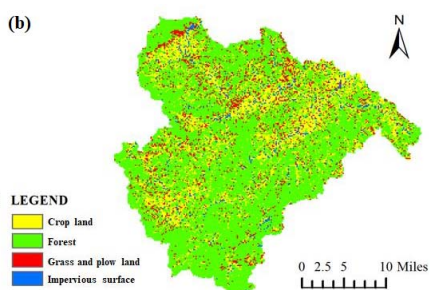 (b)
N
LEGEND
Crop land
Forest
Grass and plow land
Impervious surface
0 2.5 5 10 Miles